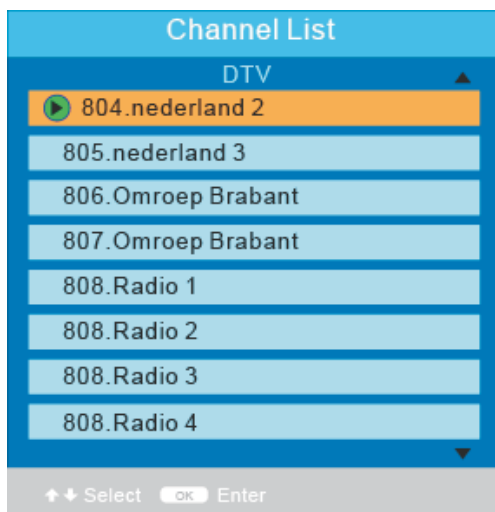 Channel List
DTV
804.nederland 2
805.nederland 3
806.Omroep Brabant
807.Omroep Brabant
808.Radio 1
808.Radio 2
808.Radio 3
808.Radio 4
Select OK Enter